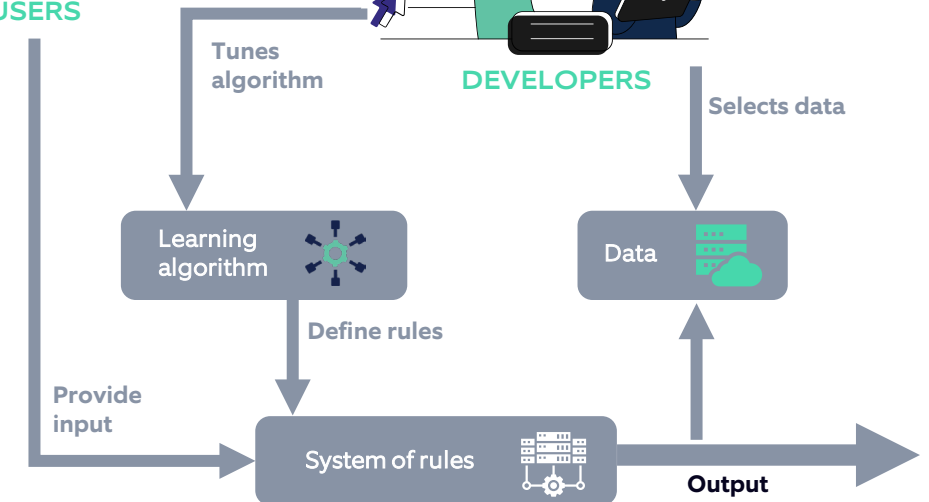 USERS
Tunes
algorithm
DEVELOPERS
Selects data
Learning
algorithm
Data
Define rules
Provide
input
System of rules
Output